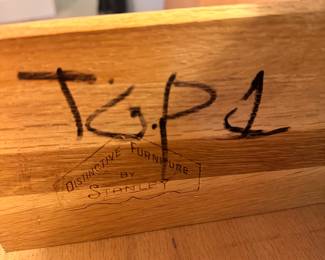 T.G.P 1
DISTINCTIVE FURNITURE
BY
STANLEY